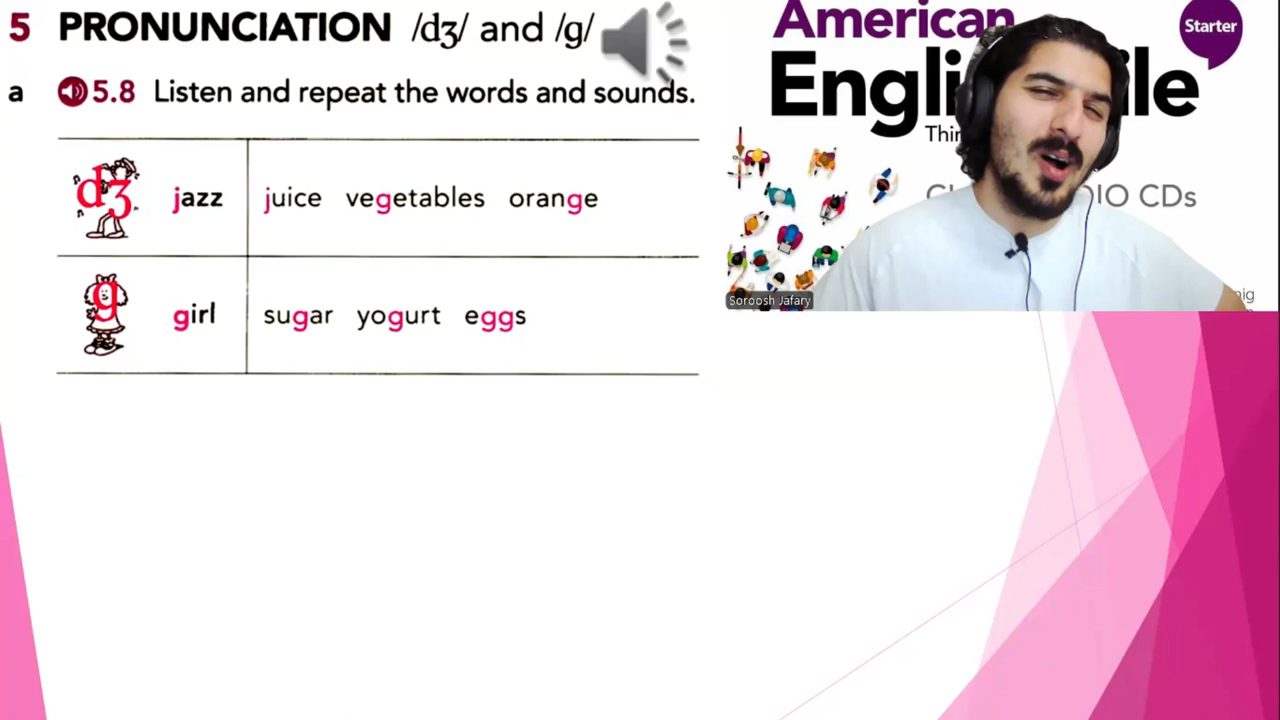 5 PRONUNCIATION /dʒ/ and /g/
a 5.8 Listen and repeat the words and sounds.
dʒ jazz juice vegetables orange
g girl sugar yogurt eggs
American
Starter
Soroosh Jafary